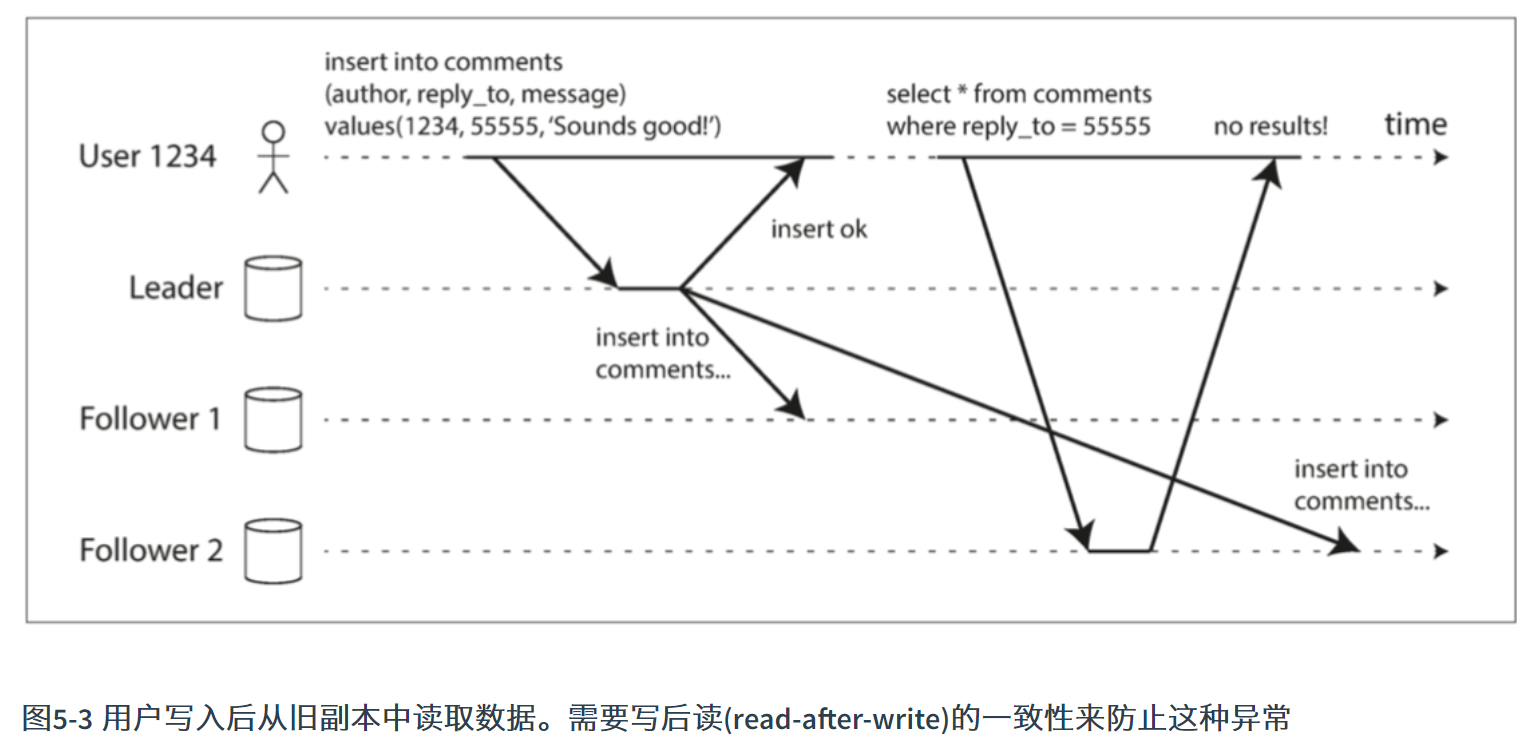 insert into comments
(author, reply_to, message)
values(1234, 55555, ‘Sounds good!’)
select * from comments
where reply_to = 55555
no results!
time
User 1234
insert ok
Leader
insert into
comments...
Follower 1
insert into
comments...
Follower 2
图5-3 用户写入后从旧副本中读取数据。需要写后读(read-after-write)的一致性来防止这种异常